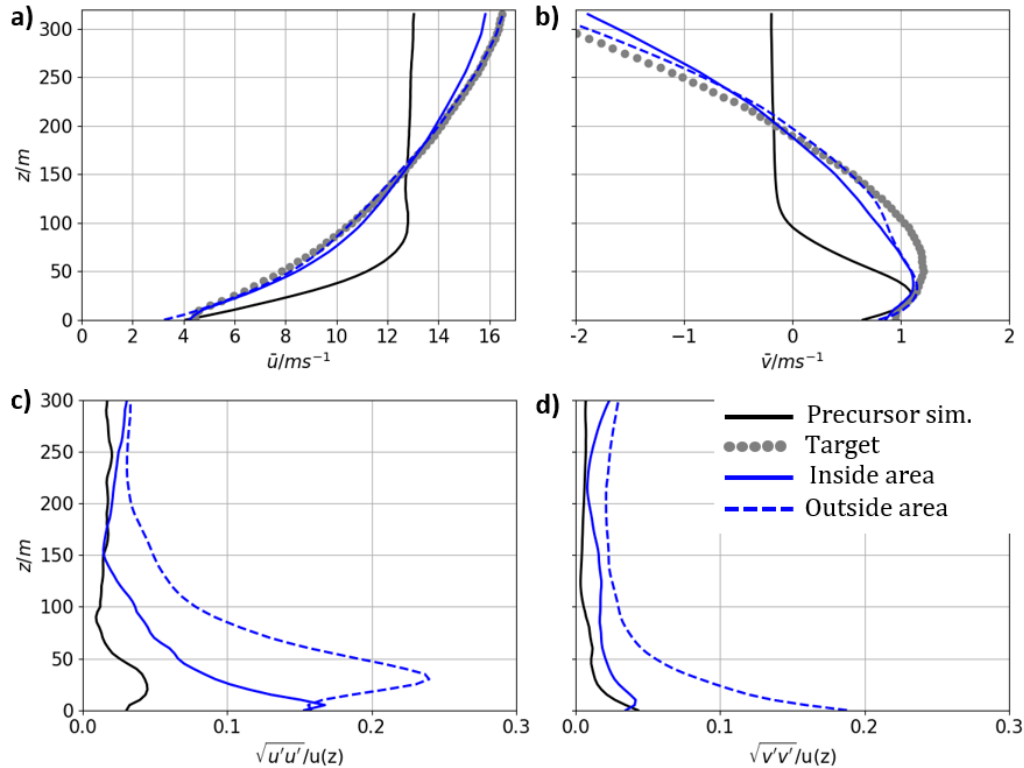 a)
300
250
200
150
100
50
0
z/m
0 2 4 6 8 10 12 14 16
ū/ms⁻¹
b)
−2 −1 0 1 2
v̄/ms⁻¹
c)
300
250
200
150
100
50
0
z/m
0.0 0.1 0.2 0.3
√u′u′/u(z)
d)
Precursor sim.
Target
Inside area
Outside area
0.0 0.1 0.2 0.3
√v′v′/u(z)